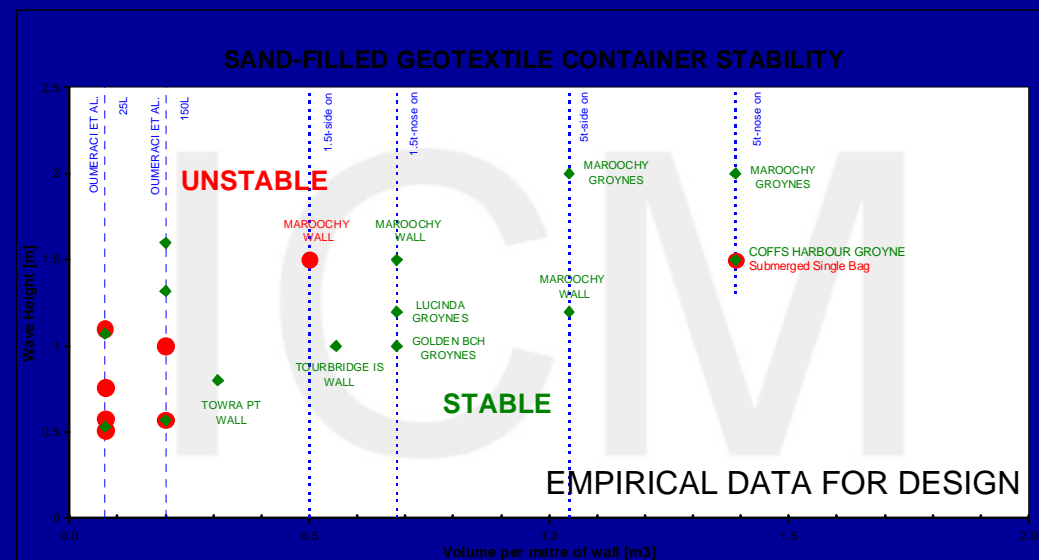 SAND-FILLED GEOTEXTILE CONTAINER STABILITY
2.5
2
1.5
1
0.5
0
Wave Height [m]
OUMERACI ET AL.
25L
OUMERACI ET AL.
150L
1.5t-side on
1.5t-nose on
5t-side on
5t-nose on
UNSTABLE
MAROOCHY
GROYNES
MAROOCHY
GROYNES
MAROOCHY
WALL
MAROOCHY
WALL
COFFS HARBOUR GROYNE
Submerged Single Bag
MAROOCHY
WALL
LUCINDA
GROYNES
GOLDEN BCH
GROYNES
TOURBRIDGE IS
WALL
TOWRA PT
WALL
STABLE
ICM
EMPIRICAL DATA FOR DESIGN
0.0
0.5
1.0
1.5
2.0
Volume per metre of wall [m3]